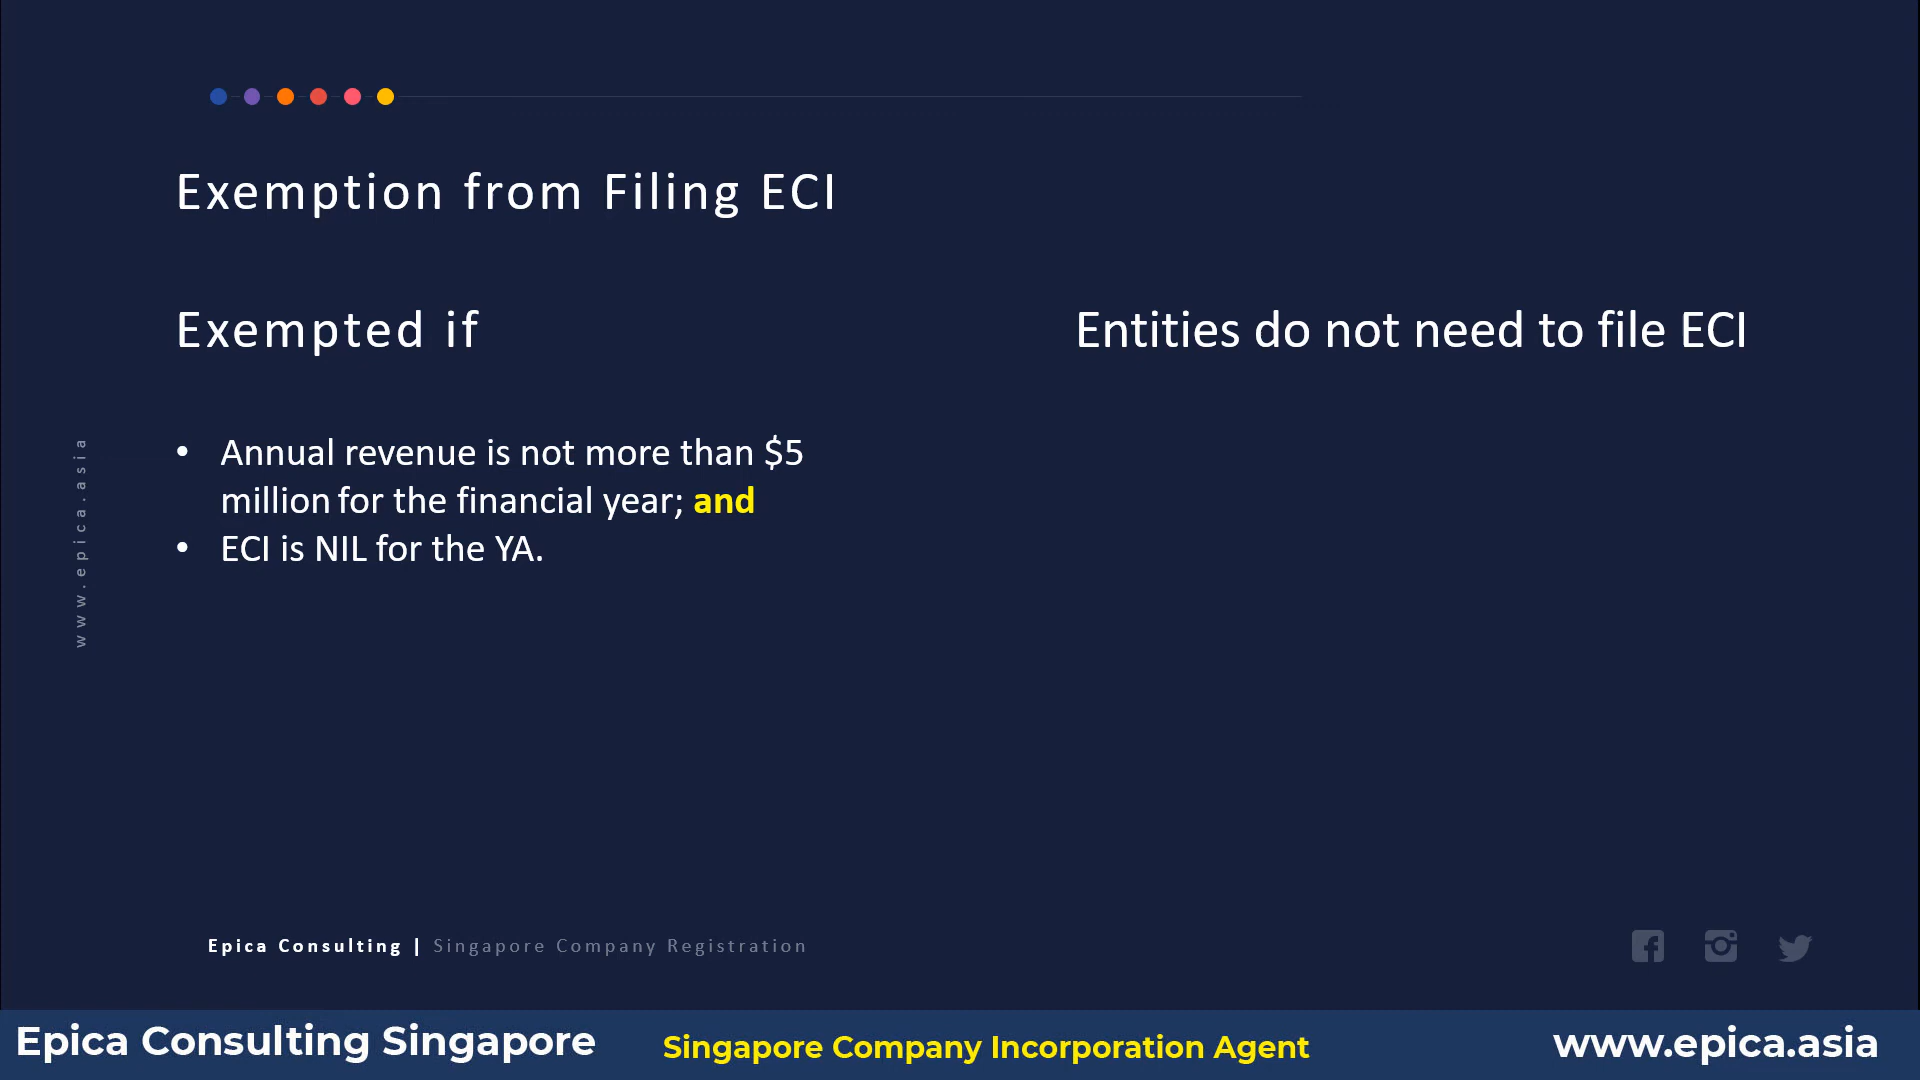 Exemption from Filing ECI
Exempted if
Entities do not need to file ECI
• Annual revenue is not more than $5
million for the financial year; and
• ECI is NIL for the YA.
www.epica.asia
Epica Consulting | Singapore Company Registration
Epica Consulting Singapore
Singapore Company Incorporation Agent
www.epica.asia